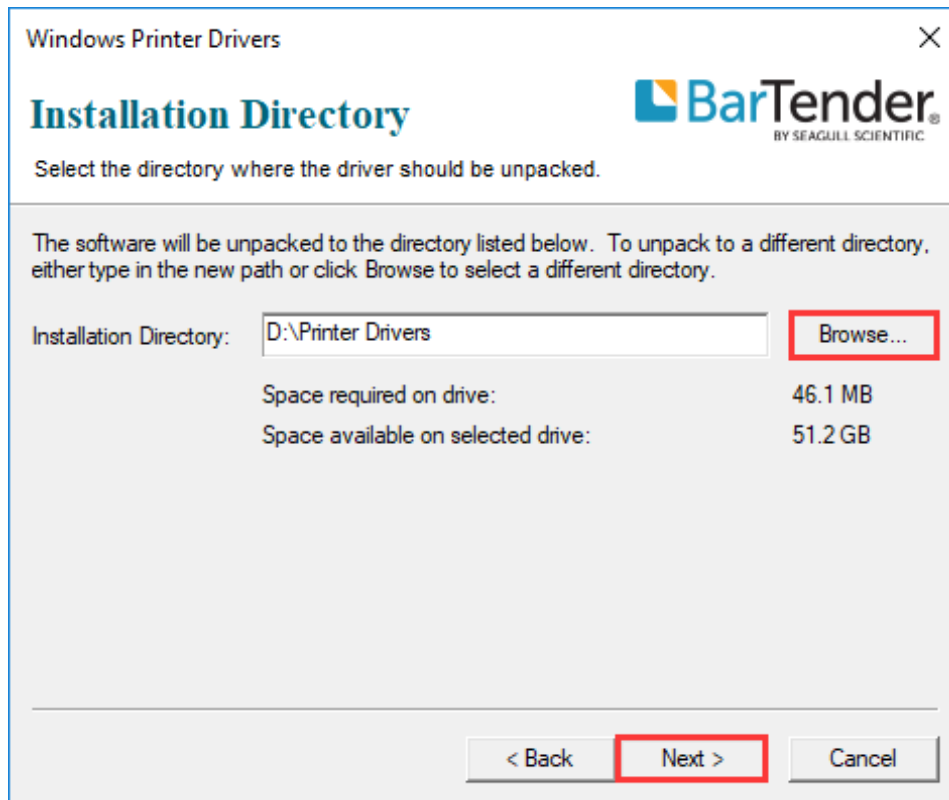 Windows Printer Drivers
Installation Directory
BarTender®
BY SEAGULL SCIENTIFIC
Select the directory where the driver should be unpacked.
The software will be unpacked to the directory listed below. To unpack to a different directory,
either type in the new path or click Browse to select a different directory.
Installation Directory: D:\Printer Drivers Browse...
Space required on drive: 46.1 MB
Space available on selected drive: 51.2 GB
< Back Next > Cancel